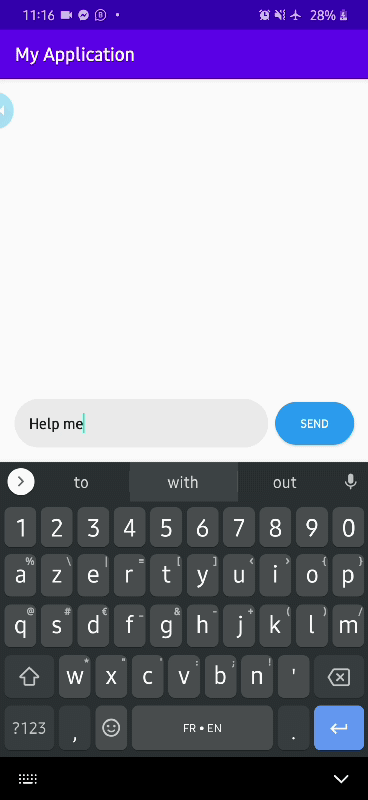 11:16 28%
My Application
Help me SEND
to with out
1 2 3 4 5 6 7 8 9 0
% \ | = [ ] < > { }
a z e r t y u i o p
@ # € _ & - + ( ) /
q s d f g h j k l m
* " ' : ; !
w x c v b n '
?123 , FR • EN .